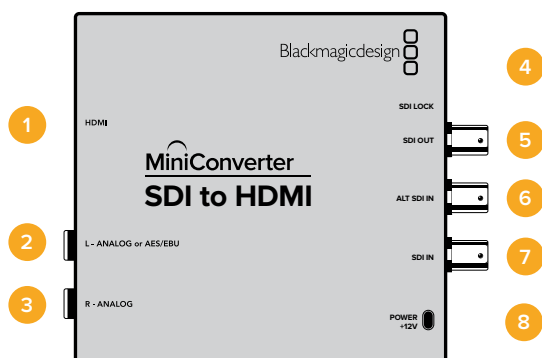 Blackmagicdesign
4
SDI LOCK
1
HDMI
SDI OUT
5
MiniConverter
SDI to HDMI
ALT SDI IN
6
2
L - ANALOG or AES/EBU
SDI IN
7
3
R - ANALOG
POWER
+12V
8